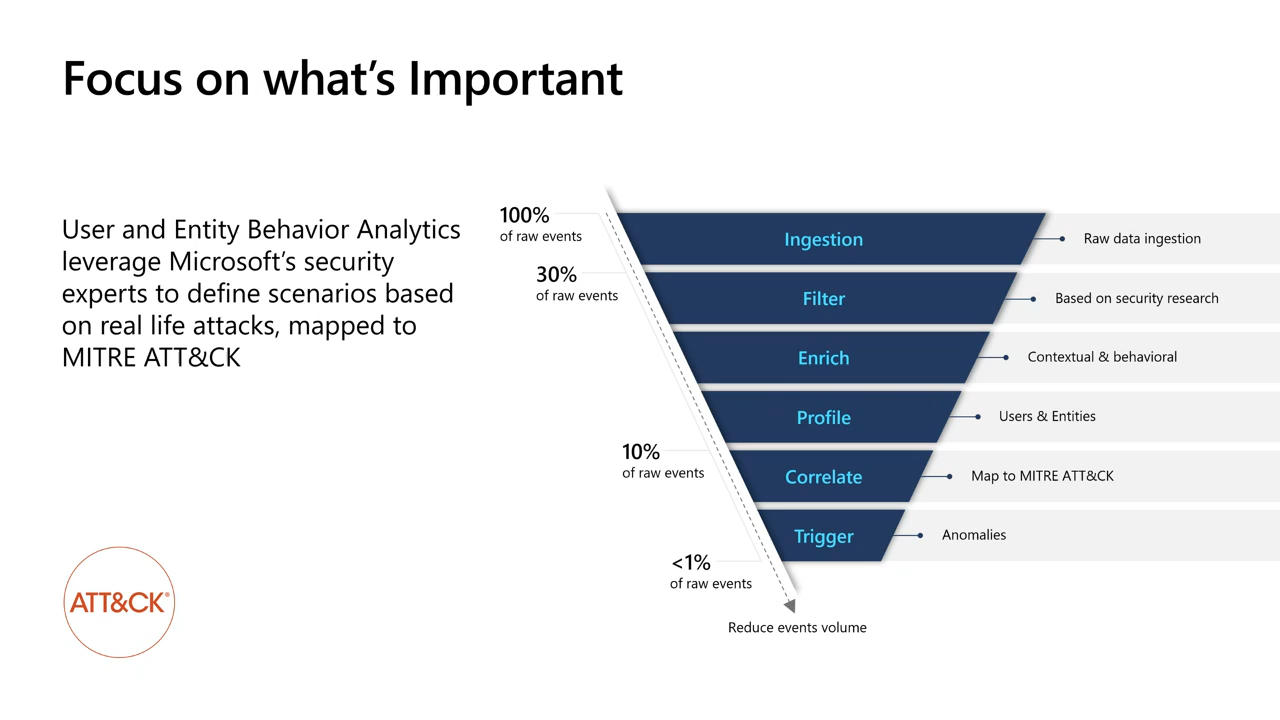 Focus on what’s Important
User and Entity Behavior Analytics
leverage Microsoft’s security
experts to define scenarios based
on real life attacks, mapped to
MITRE ATT&CK
100%
of raw events
30%
of raw events
10%
of raw events
<1%
of raw events
Reduce events volume
Ingestion
Raw data ingestion
Filter
Based on security research
Enrich
Contextual & behavioral
Profile
Users & Entities
Correlate
Map to MITRE ATT&CK
Trigger
Anomalies
ATT&CK®